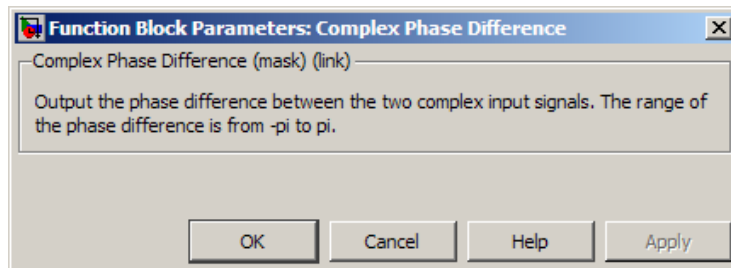 Function Block Parameters: Complex Phase Difference
Complex Phase Difference (mask) (link)
Output the phase difference between the two complex input signals. The range of
the phase difference is from -pi to pi.
OK Cancel Help Apply